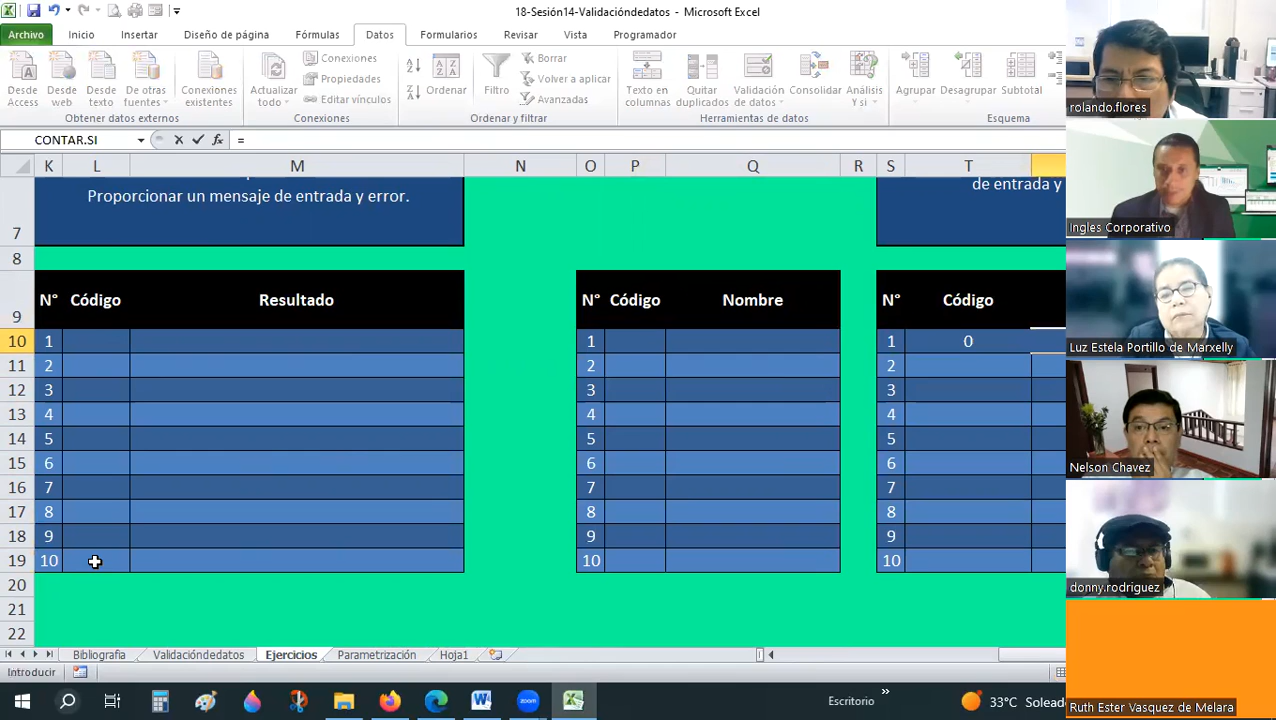 18-Sesión14-Validacióndedatos - Microsoft Excel
Archivo Inicio Insertar Diseño de página Fórmulas Datos Formularios Revisar Vista Programador
Desde Access
Desde web
Desde texto
De otras fuentes
Conexiones existentes
Obtener datos externos
Actualizar todo
Conexiones
Propiedades
Editar vínculos
Conexiones
Ordenar
Filtro
Borrar
Volver a aplicar
Avanzadas
Ordenar y filtrar
Texto en columnas
Quitar duplicados
Validación de datos
Consolidar
Análisis Y si
Herramientas de datos
Agrupar
Desagrupar
Subtotal
Esquema
CONTAR.SI fx =
K L M N O P Q R S T
de entrada y
Proporcionar un mensaje de entrada y error.
7
8
9 N° Código Resultado N° Código Nombre N° Código
10 1 1 1 0
11 2 2 2
12 3 3 3
13 4 4 4
14 5 5 5
15 6 6 6
16 7 7 7
17 8 8 8
18 9 9 9
19 10 10 10
20
21
22
Bibliografia Validacióndedatos Ejercicios Parametrización Hoja1
Introducir
W zoom Escritorio » 33°C Solead
rolando.flores
Ingles Corporativo
Luz Estela Portillo de Marxelly
Nelson Chavez
donny.rodriguez
Ruth Ester Vasquez de Melara